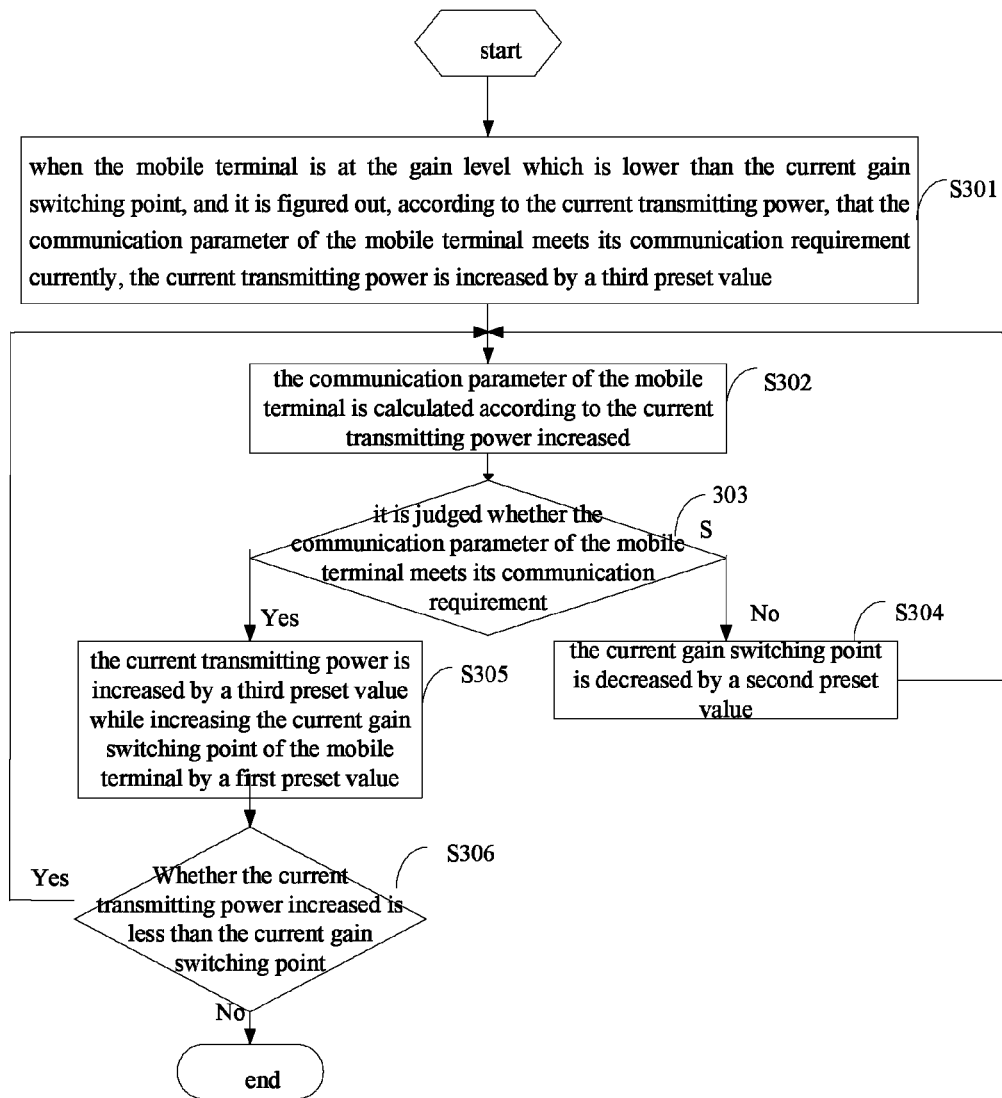 start
when the mobile terminal is at the gain level which is lower than the current gain
switching point, and it is figured out, according to the current transmitting power, that the
communication parameter of the mobile terminal meets its communication requirement
currently, the current transmitting power is increased by a third preset value
S301
the communication parameter of the mobile
terminal is calculated according to the current
transmitting power increased
S302
it is judged whether the
communication parameter of the mobile
terminal meets its communication
requirement
303
S
Yes
No
the current transmitting power is
increased by a third preset value
while increasing the current gain
switching point of the mobile
terminal by a first preset value
S305
the current gain switching point
is decreased by a second preset
value
S304
Whether the current
transmitting power increased is
less than the current gain
switching point
S306
Yes
No
end